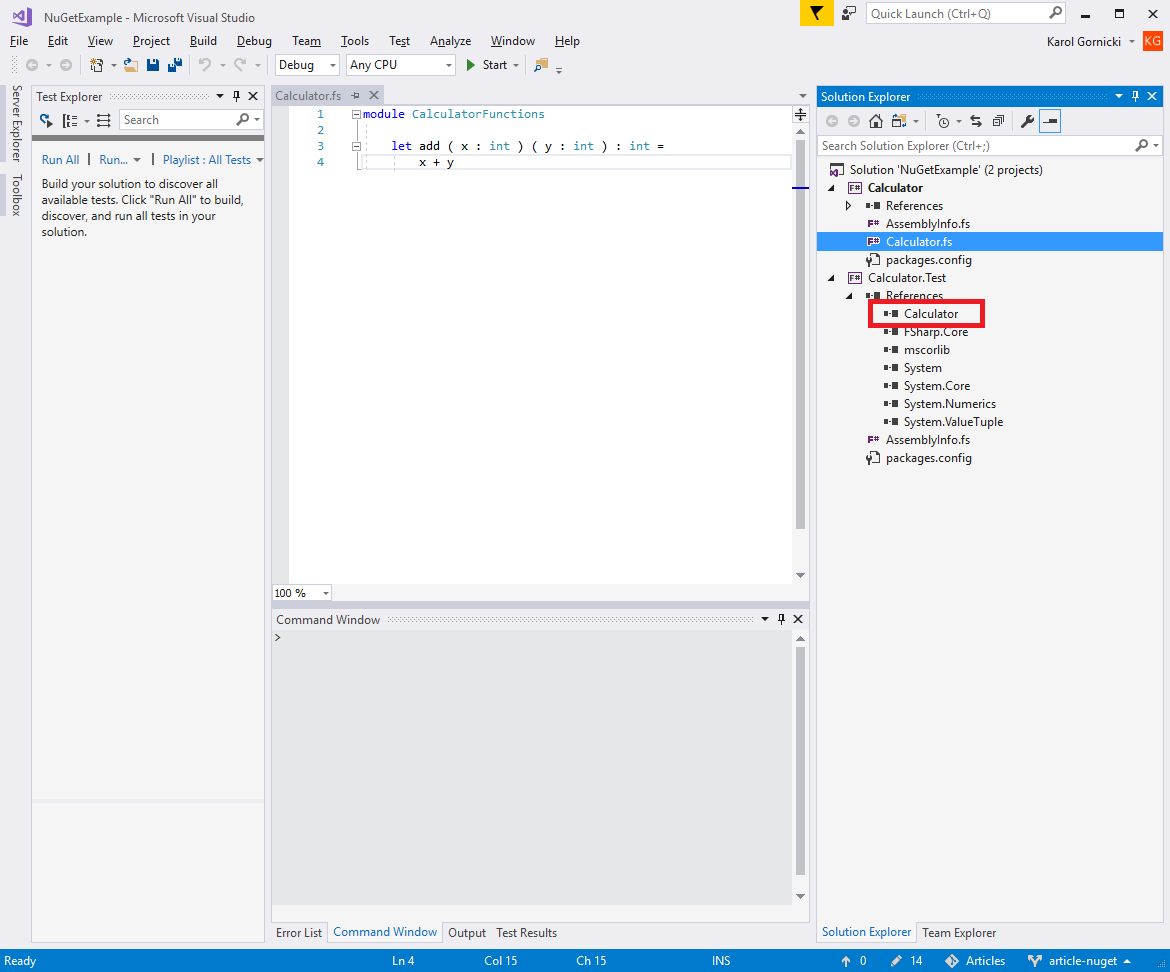 NuGetExample - Microsoft Visual Studio
Quick Launch (Ctrl+Q)
File Edit View Project Build Debug Team Tools Test Analyze Window Help
Karol Gornicki
KG
Debug
Any CPU
Start
Server Explorer
Toolbox
Test Explorer
Search
Run All | Run... | Playlist : All Tests
Build your solution to discover all
available tests. Click "Run All" to build,
discover, and run all tests in your
solution.
Calculator.fs
1 module CalculatorFunctions
2
3 let add ( x : int ) ( y : int ) : int =
4 x + y
100 %
Command Window
>
Error List Command Window Output Test Results
Solution Explorer
Search Solution Explorer (Ctrl+;)
Solution 'NuGetExample' (2 projects)
F# Calculator
References
F# AssemblyInfo.fs
F# Calculator.fs
packages.config
F# Calculator.Test
References
Calculator
FSharp.Core
mscorlib
System
System.Core
System.Numerics
System.ValueTuple
F# AssemblyInfo.fs
packages.config
Solution Explorer Team Explorer
Ready
Ln 4 Col 15 Ch 15 INS
0 14 Articles article-nuget